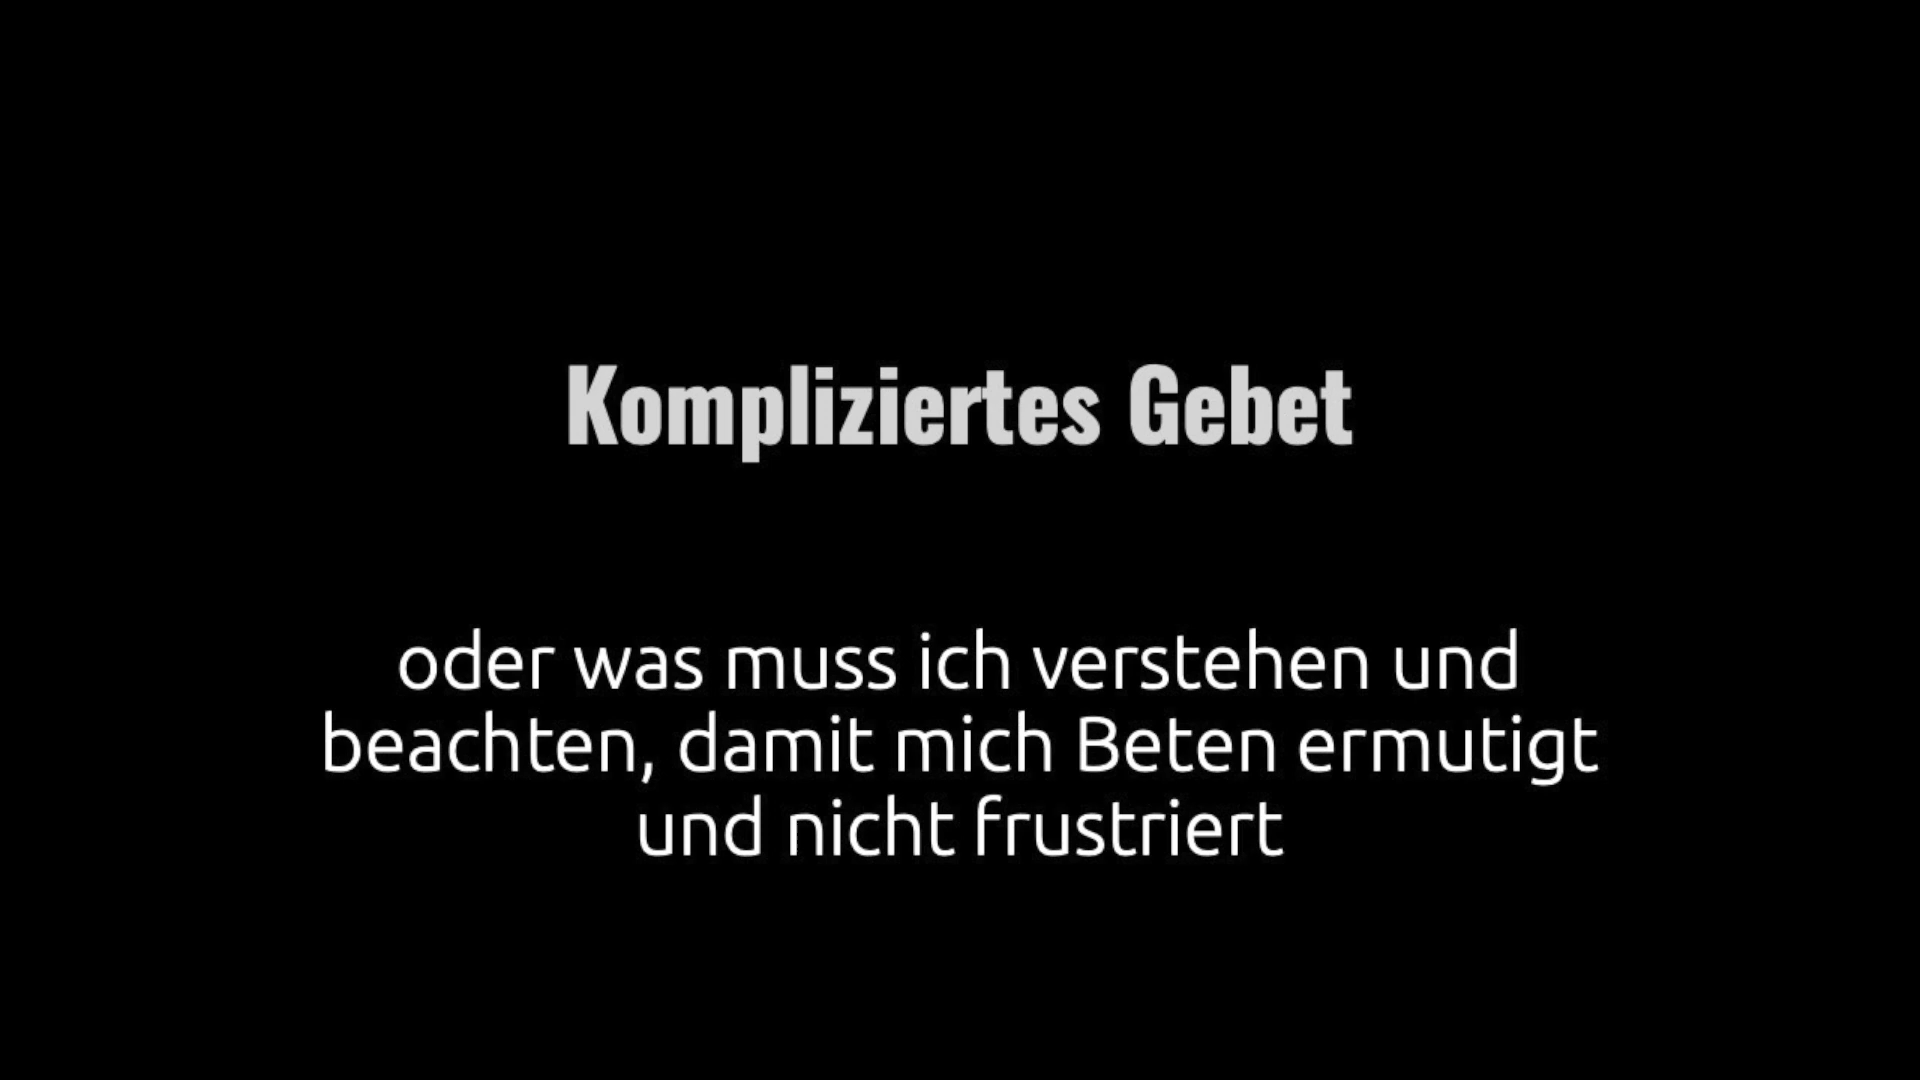 Kompliziertes Gebet
oder was muss ich verstehen und
beachten, damit mich Beten ermutigt
und nicht frustriert